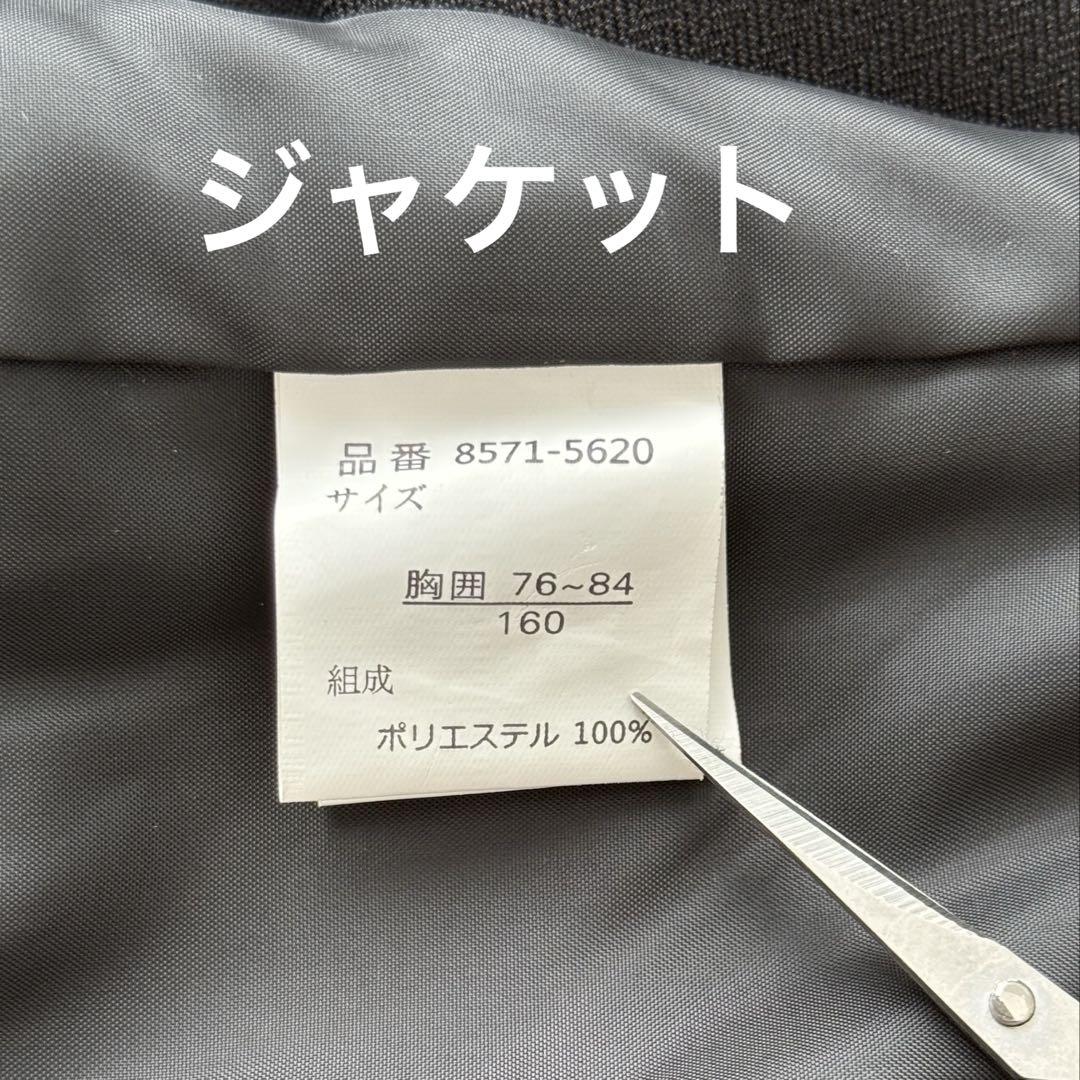 ジャケット
品番 8571-5620
サイズ
胸囲 76~84
160
組成
ポリエステル 100%